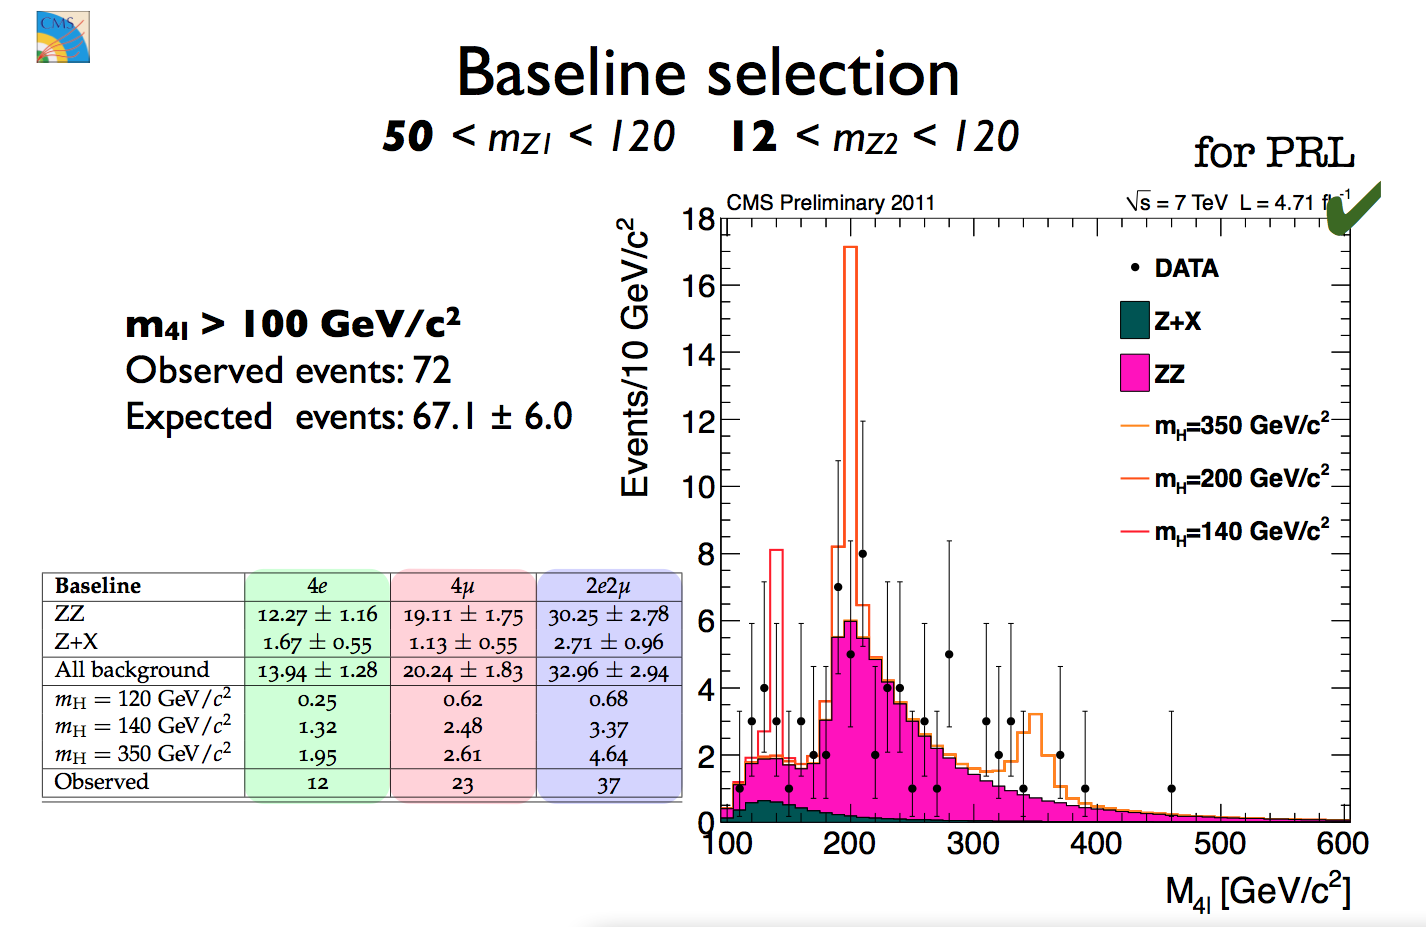 CMS
Baseline selection
50 < mZ1 < 120 12 < mZ2 < 120
for PRL
CMS Preliminary 2011 √s = 7 TeV L = 4.71 f -1
m4l > 100 GeV/c²
Observed events: 72
Expected events: 67.1 ± 6.0
Baseline 4e 4μ 2e2μ
ZZ 12.27 ± 1.16 19.11 ± 1.75 30.25 ± 2.78
Z+X 1.67 ± 0.55 1.13 ± 0.55 2.71 ± 0.96
All background 13.94 ± 1.28 20.24 ± 1.83 32.96 ± 2.94
mH = 120 GeV/c² 0.25 0.62 0.68
mH = 140 GeV/c² 1.32 2.48 3.37
mH = 350 GeV/c² 1.95 2.61 4.64
Observed 12 23 37
Events/10 GeV/c²
18
16
14
12
10
8
6
4
2
0
DATA
Z+X
ZZ
mH=350 GeV/c²
mH=200 GeV/c²
mH=140 GeV/c²
100 200 300 400 500 600
M4l [GeV/c²]